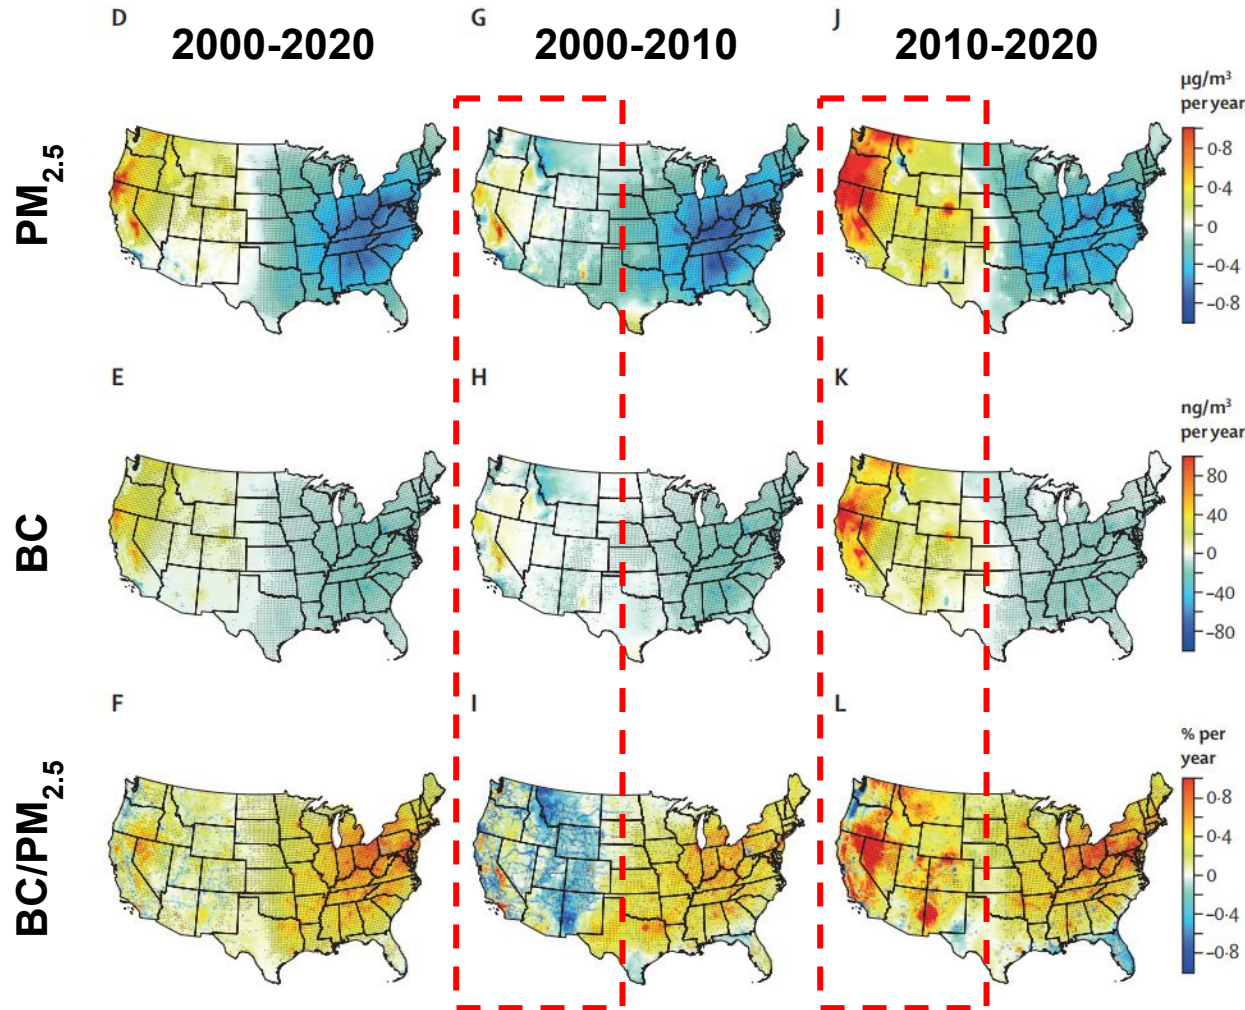 D
G
J
2000-2020
2000-2010
2010-2020
PM2.5
µg/m³
per year
0·8
0·4
0
−0·4
−0·8
E
H
K
BC
ng/m³
per year
80
40
0
−40
−80
F
I
L
BC/PM2.5
% per
year
0·8
0·4
0
−0·4
−0·8